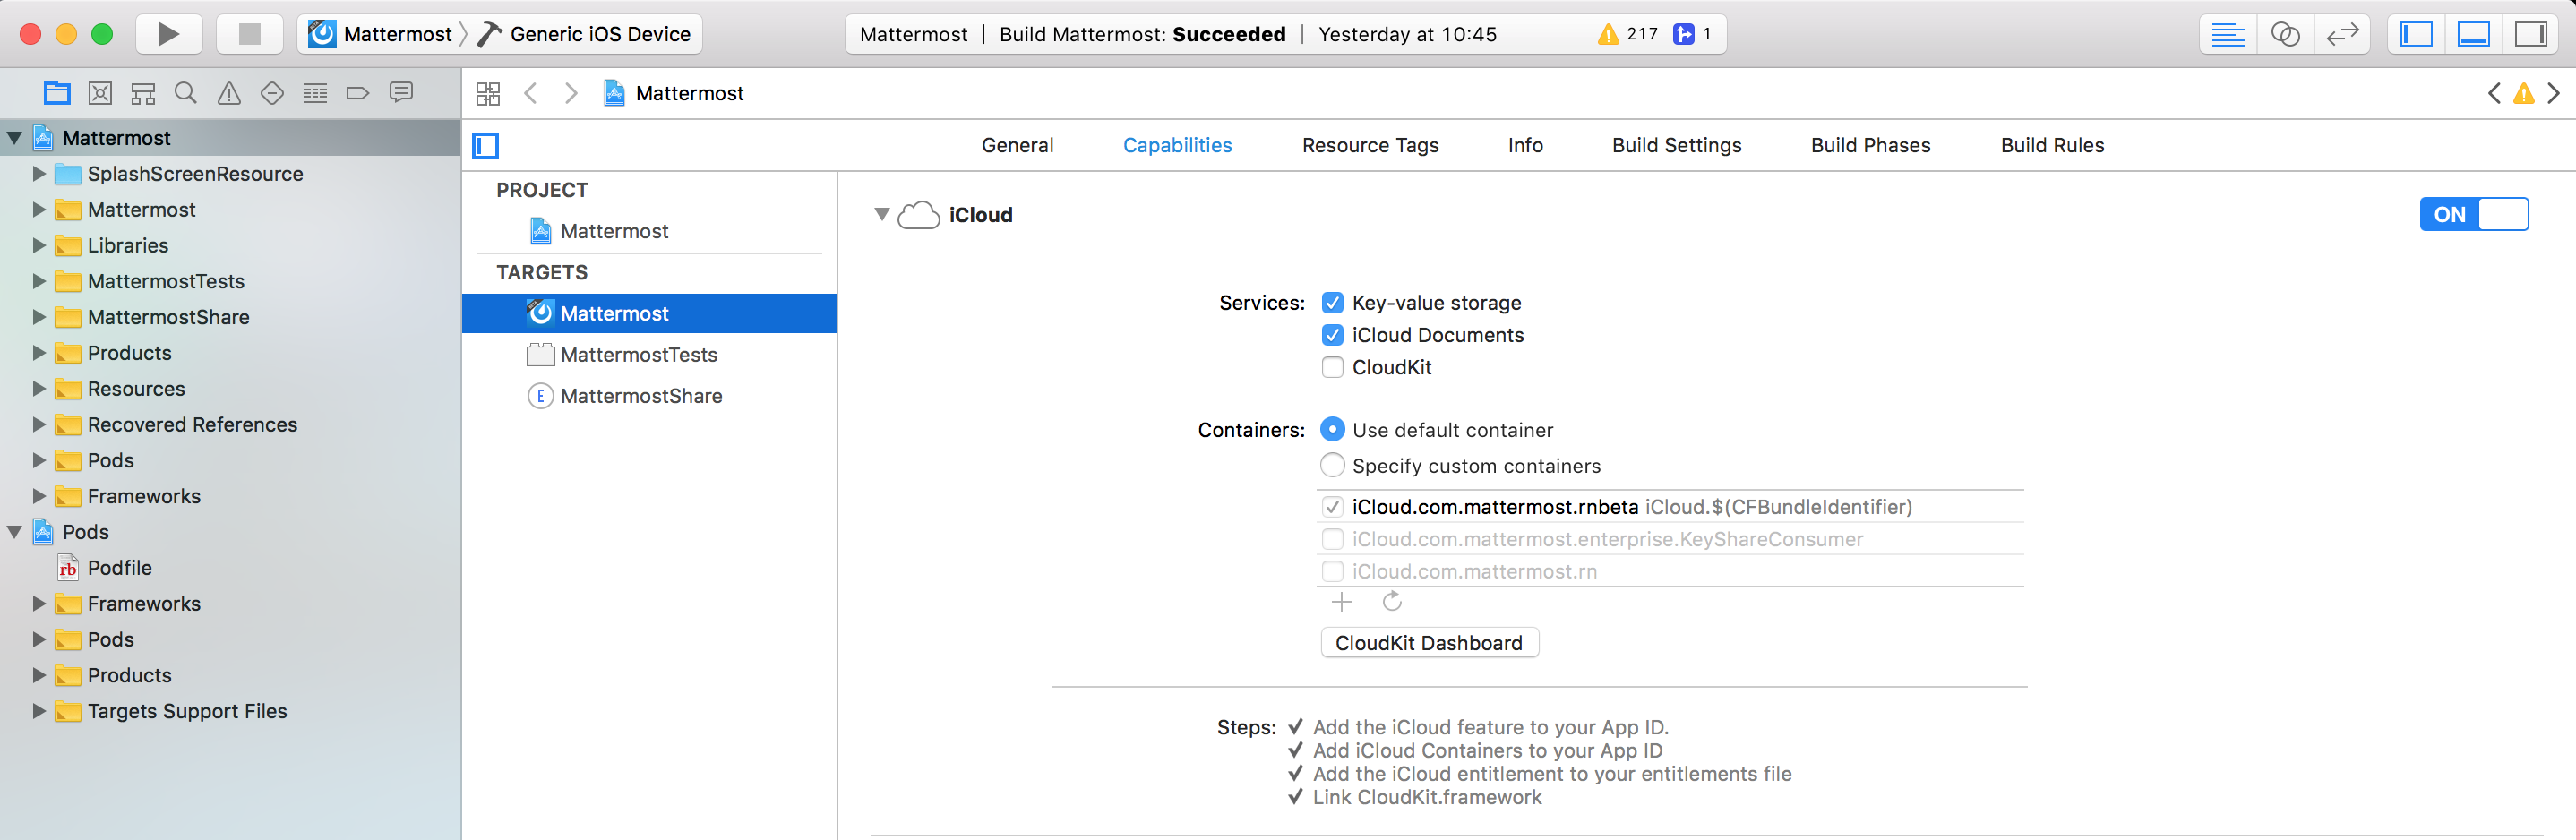 Mattermost Generic iOS Device
Mattermost | Build Mattermost: Succeeded | Yesterday at 10:45 217 1
Mattermost
General Capabilities Resource Tags Info Build Settings Build Phases Build Rules
Mattermost
SplashScreenResource
Mattermost
Libraries
MattermostTests
MattermostShare
Products
Resources
Recovered References
Pods
Frameworks
Pods
rb Podfile
Frameworks
Pods
Products
Targets Support Files
PROJECT
Mattermost
TARGETS
Mattermost
MattermostTests
E MattermostShare
iCloud ON
Services: Key-value storage
iCloud Documents
CloudKit
Containers: Use default container
Specify custom containers
iCloud.com.mattermost.rnbeta iCloud.$(CFBundleIdentifier)
iCloud.com.mattermost.enterprise.KeyShareConsumer
iCloud.com.mattermost.rn
CloudKit Dashboard
Steps: ✓ Add the iCloud feature to your App ID.
✓ Add iCloud Containers to your App ID
✓ Add the iCloud entitlement to your entitlements file
✓ Link CloudKit.framework